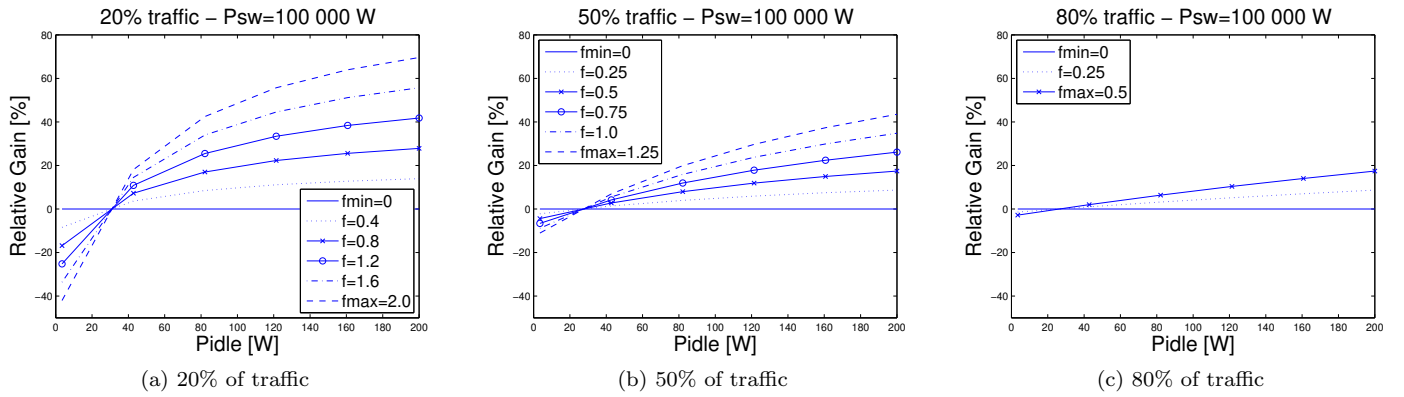 20% traffic − Psw=100 000 W
Relative Gain [%]
80
60
40
20
0
−20
−40
0 20 40 60 80 100 120 140 160 180 200
Pidle [W]
fmin=0
f=0.4
f=0.8
f=1.2
f=1.6
fmax=2.0
(a) 20% of traffic
50% traffic − Psw=100 000 W
Relative Gain [%]
80
60
40
20
0
−20
−40
0 20 40 60 80 100 120 140 160 180 200
Pidle [W]
fmin=0
f=0.25
f=0.5
f=0.75
f=1.0
fmax=1.25
(b) 50% of traffic
80% traffic − Psw=100 000 W
Relative Gain [%]
80
60
40
20
0
−20
−40
0 20 40 60 80 100 120 140 160 180 200
Pidle [W]
fmin=0
f=0.25
fmax=0.5
(c) 80% of traffic